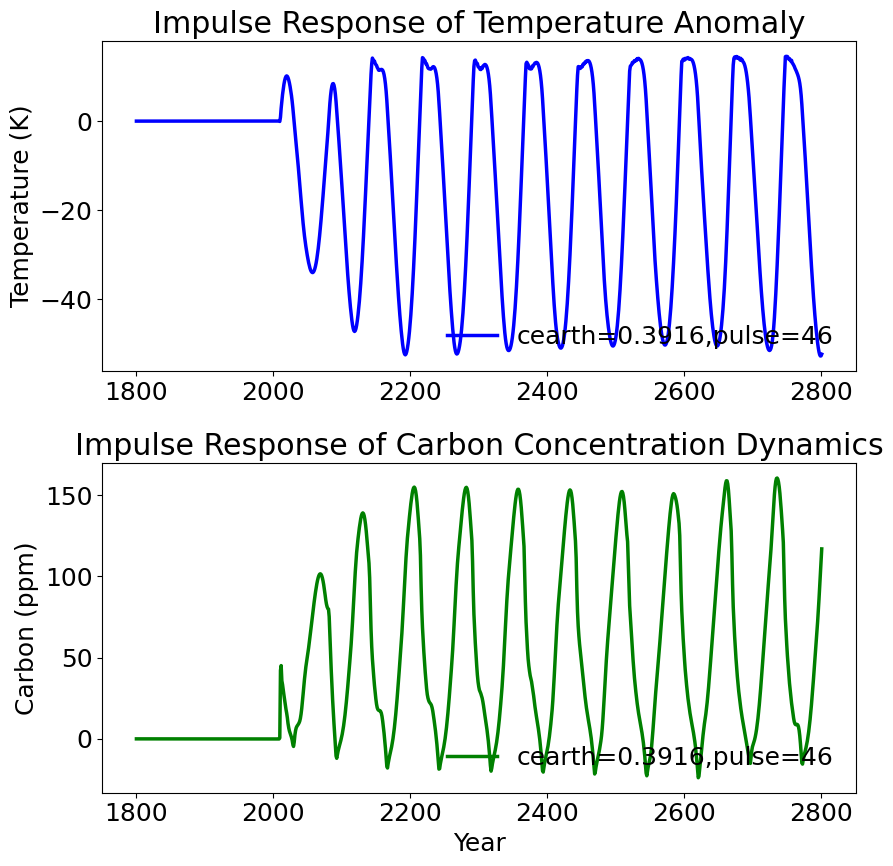 Impulse Response of Temperature Anomaly
Temperature (K)
0
−20
−40
cearth=0.3916,pulse=46
1800 2000 2200 2400 2600 2800
Impulse Response of Carbon Concentration Dynamics
Carbon (ppm)
150
100
50
0
cearth=0.3916,pulse=46
1800 2000 2200 2400 2600 2800
Year